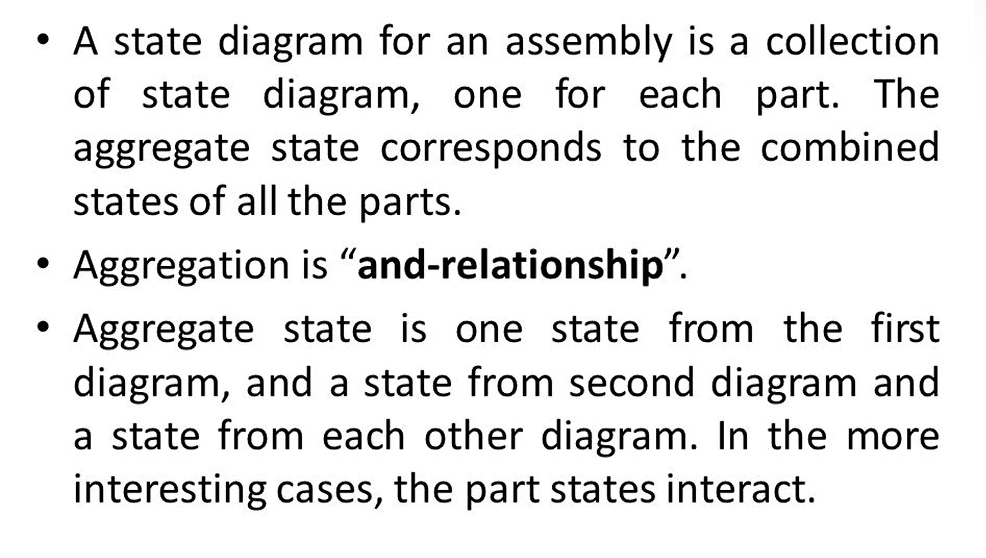 • A state diagram for an assembly is a collection
of state diagram, one for each part. The
aggregate state corresponds to the combined
states of all the parts.
• Aggregation is “and-relationship”.
• Aggregate state is one state from the first
diagram, and a state from second diagram and
a state from each other diagram. In the more
interesting cases, the part states interact.